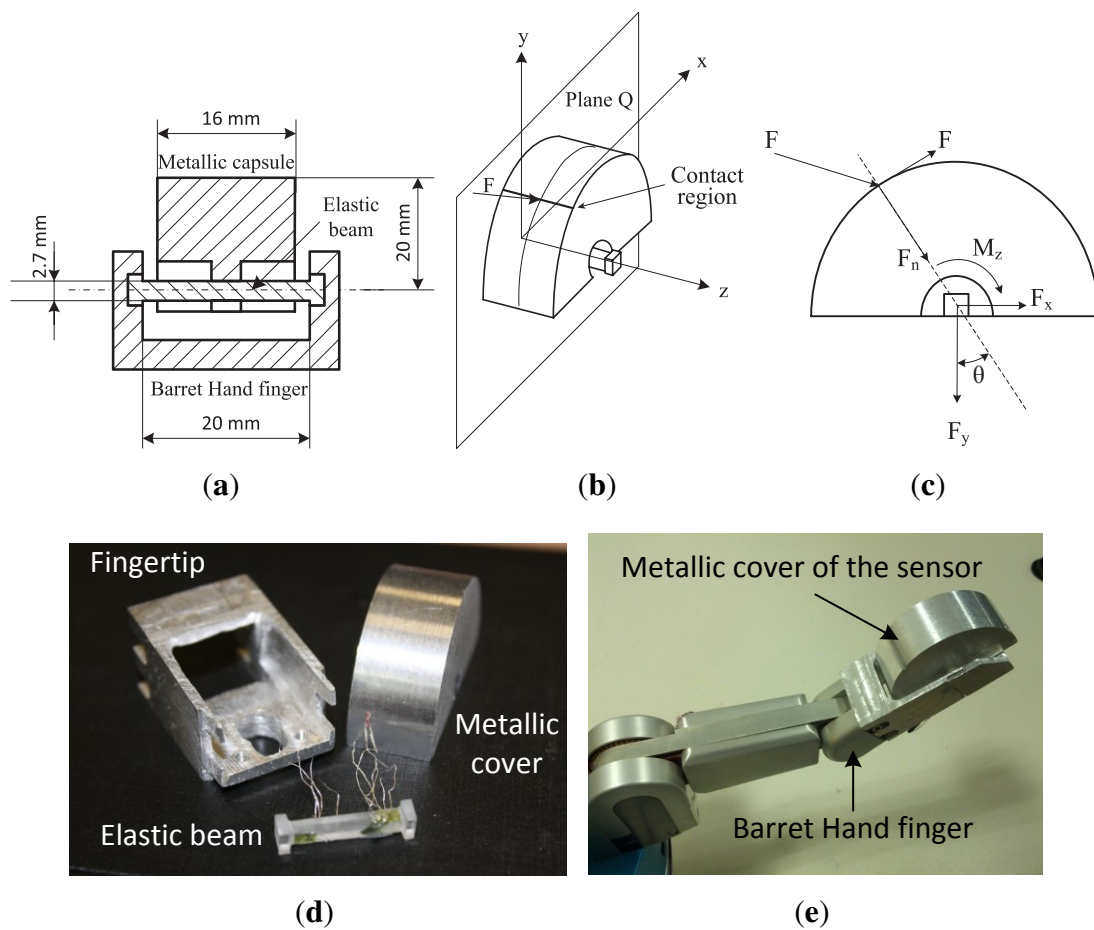 16 mm
Metallic capsule
Elastic
beam
2.7 mm
20 mm
Barret Hand finger
20 mm
(a)
y
x
Plane Q
F
Contact
region
z
(b)
F
F
Fn
Mz
Fx
θ
Fy
(c)
Fingertip
Metallic
cover
Elastic beam
(d)
Metallic cover of the sensor
Barret Hand finger
(e)